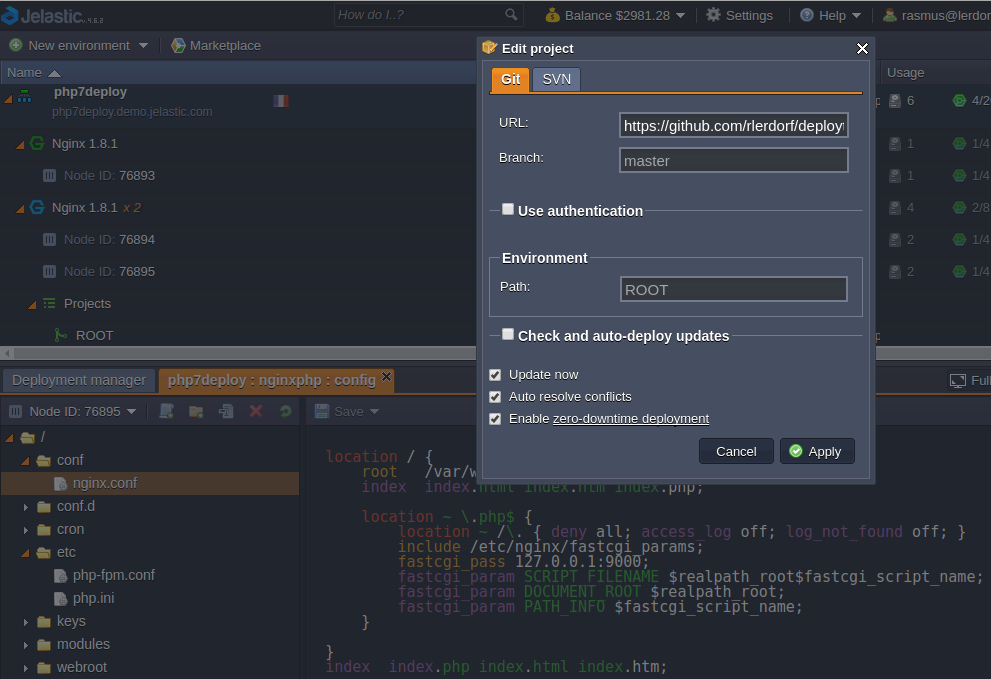 Jelastic v.4.6.2
How do I..?
Balance $2981.28
Settings
Help
rasmus@lerdor
New environment
Marketplace
Name
Usage
php7deploy
php7deploy.demo.jelastic.com
6
4/2
Nginx 1.8.1
1
1/4
Node ID: 76893
1
1/4
Nginx 1.8.1 x 2
4
2/8
Node ID: 76894
2
1/4
Node ID: 76895
2
1/4
Projects
ROOT
Edit project
Git
SVN
URL:
https://github.com/rlerdorf/deploy
Branch:
master
Use authentication
Environment
Path:
ROOT
Check and auto-deploy updates
Update now
Auto resolve conflicts
Enable zero-downtime deployment
Cancel
Apply
Deployment manager
php7deploy : nginxphp : config
Full
Node ID: 76895
Save
/
conf
nginx.conf
conf.d
cron
etc
php-fpm.conf
php.ini
keys
modules
webroot
location / {
root /var/w
index index.html index.htm index.php;
location ~ \.php$ {
location ~ /\. { deny all; access_log off; log_not_found off; }
include /etc/nginx/fastcgi_params;
fastcgi_pass 127.0.0.1:9000;
fastcgi_param SCRIPT_FILENAME $realpath_root$fastcgi_script_name;
fastcgi_param DOCUMENT_ROOT $realpath_root;
fastcgi_param PATH_INFO $fastcgi_script_name;
}
}
index index.php index.html index.htm;